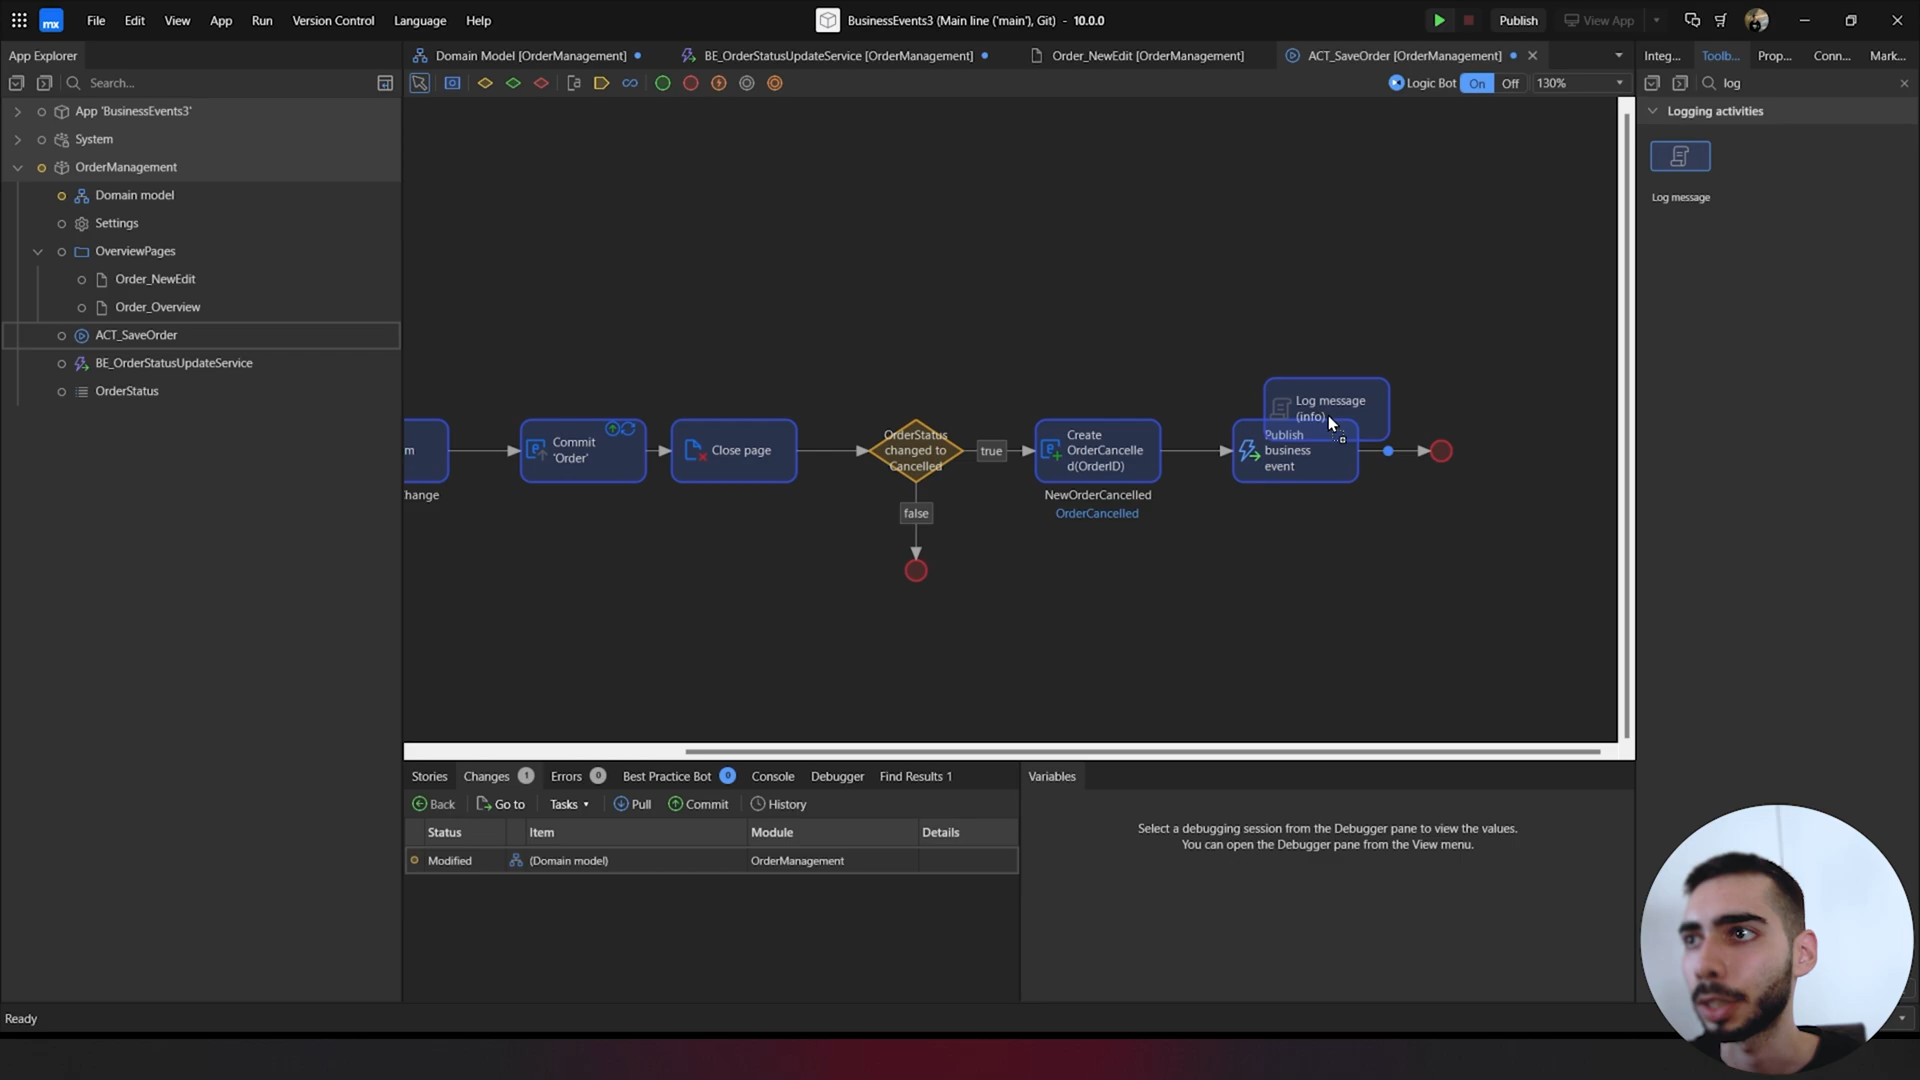 mx File Edit View App Run Version Control Language Help
BusinessEvents3 (Main line ('main'), Git) - 10.0.0
Publish View App
App Explorer
Search...
App 'BusinessEvents3'
System
OrderManagement
Domain model
Settings
OverviewPages
Order_NewEdit
Order_Overview
ACT_SaveOrder
BE_OrderStatusUpdateService
OrderStatus
Domain Model [OrderManagement]
BE_OrderStatusUpdateService [OrderManagement]
Order_NewEdit [OrderManagement]
ACT_SaveOrder [OrderManagement]
Logic Bot On Off 130%
m
hange
Commit
'Order'
Close page
OrderStatus
changed to
Cancelled
true
false
Create
OrderCancelle
d(OrderID)
NewOrderCancelled
OrderCancelled
Log message
(info)
Publish
business
event
Integ... Toolb... Prop... Conn... Mark...
log
Logging activities
Log message
Stories Changes 1 Errors 0 Best Practice Bot 0 Console Debugger Find Results 1
Back Go to Tasks Pull Commit History
Status Item Module Details
Modified (Domain model) OrderManagement
Variables
Select a debugging session from the Debugger pane to view the values.
You can open the Debugger pane from the View menu.
Ready